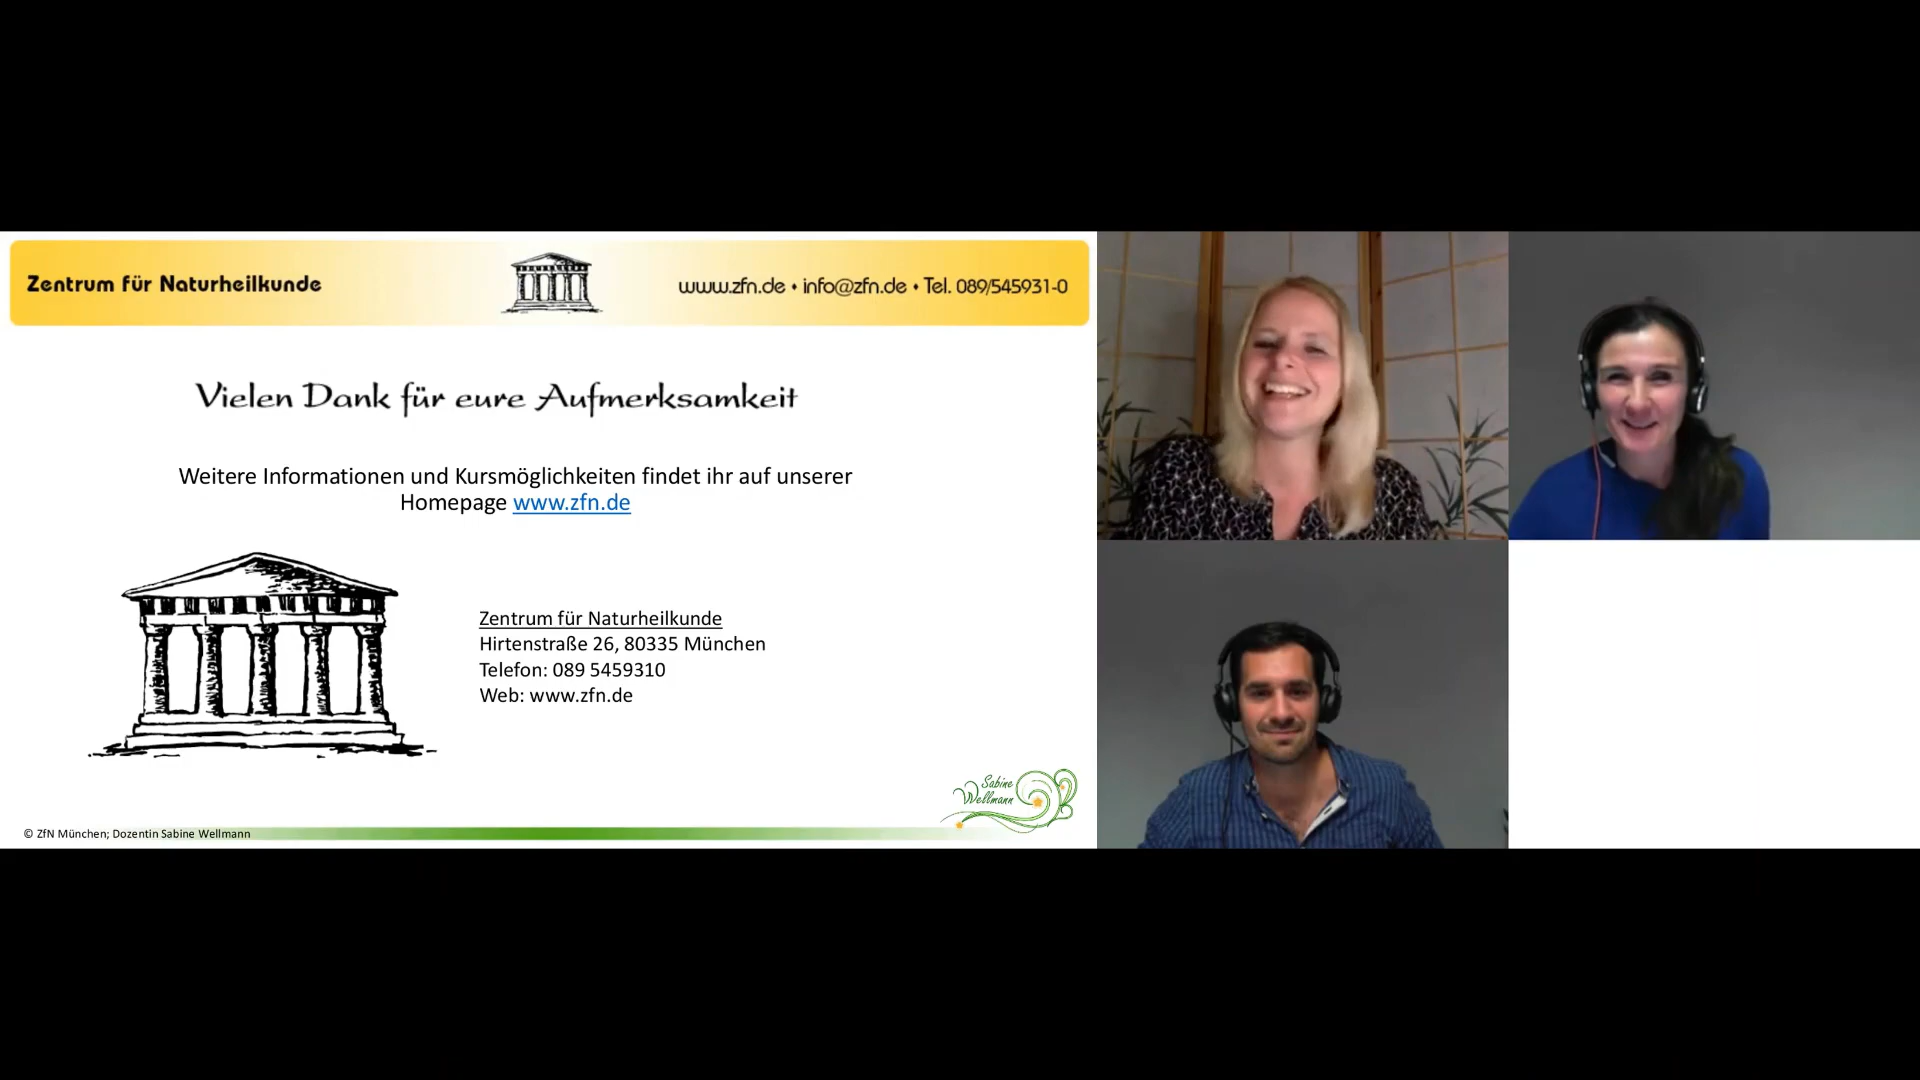 Zentrum für Naturheilkunde
www.zfn.de • info@zfn.de • Tel. 089/545931-0
Vielen Dank für eure Aufmerksamkeit
Weitere Informationen und Kursmöglichkeiten findet ihr auf unserer
Homepage www.zfn.de
Zentrum für Naturheilkunde
Hirtenstraße 26, 80335 München
Telefon: 089 5459310
Web: www.zfn.de
Sabine
Wellmann
© ZfN München; Dozentin Sabine Wellmann